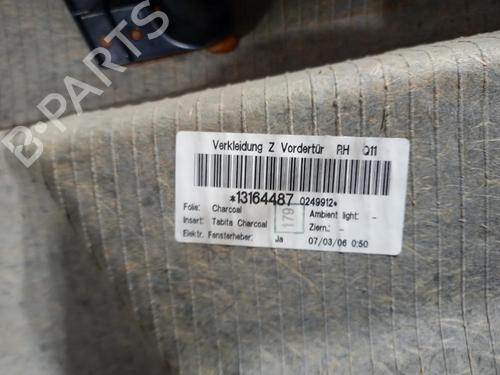 B-PARTS
Verkleidung Z Vordertür RH Q11
*13164487 0249912*
Folie: Charcoal Ambient light: -
Insert: Tabita Charcoal 179 Ziern.: -
Elektr. Fensterheber: Ja 07/03/06 0:50